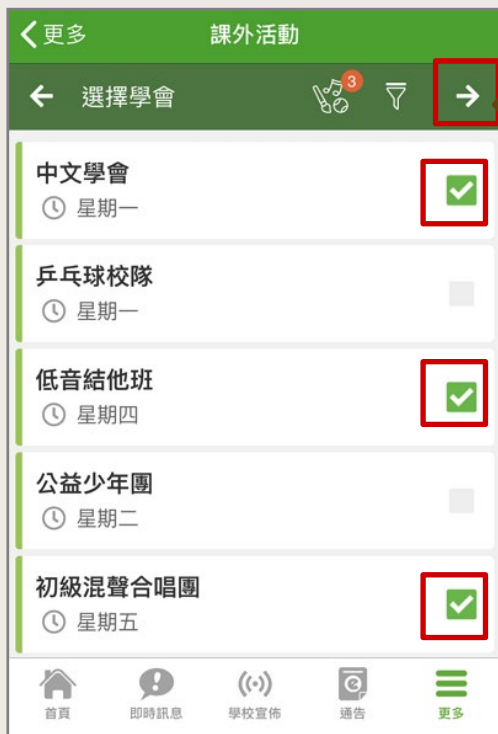 更多 課外活動
選擇學會 3
中文學會
星期一
乒乓球校隊
星期一
低音結他班
星期四
公益少年團
星期二
初級混聲合唱團
星期五
首頁 即時訊息 學校宣佈 通告 更多